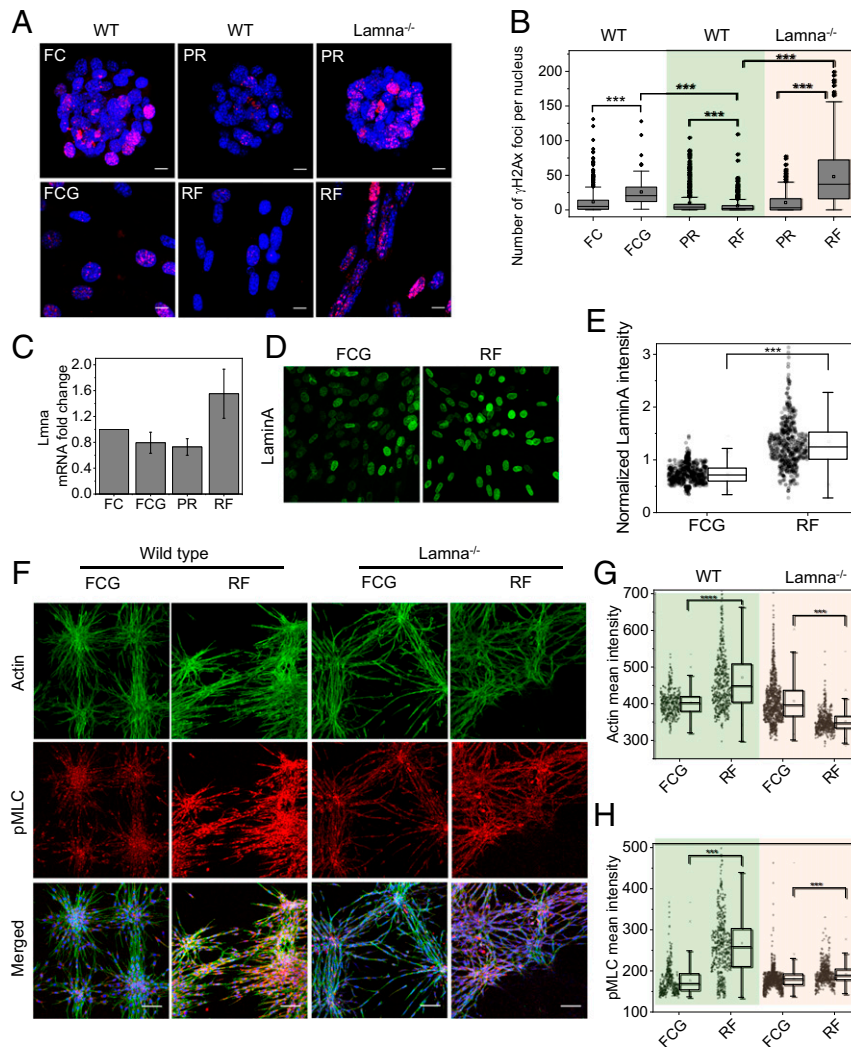 A
WT
WT
Lamna-/-
FC
PR
PR
FCG
RF
RF
B
WT
WT
Lamna-/-
Number of γH2Ax foci per nucleus
200
150
100
50
0
***
***
***
***
***
FC
FCG
PR
RF
PR
RF
C
Lmna
mRNA fold change
2.0
1.6
1.2
0.8
0.4
0.0
FC
FCG
PR
RF
D
FCG
RF
LaminA
E
Normalized LaminA intensity
3
2
1
0
***
FCG
RF
F
Wild type
Lamna-/-
FCG
RF
FCG
RF
Actin
pMLC
Merged
G
WT
Lamna-/-
Actin mean intensity
700
600
500
400
300
****
***
FCG
RF
FCG
RF
H
pMLC mean intensity
500
400
300
200
100
***
***
FCG
RF
FCG
RF